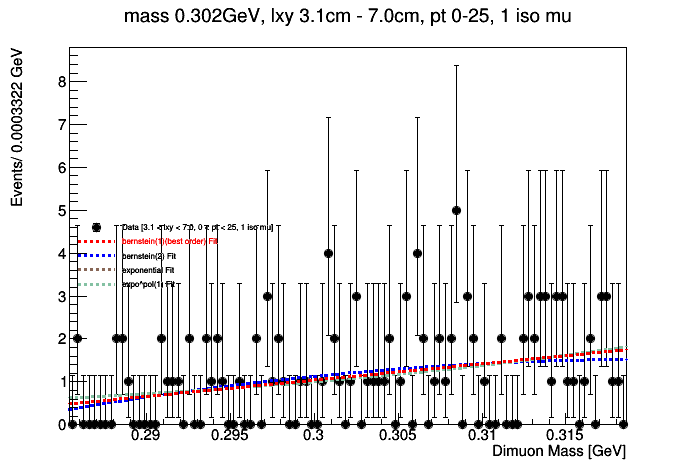 mass 0.302GeV, lxy 3.1cm - 7.0cm, pt 0-25, 1 iso mu
Events/ 0.0003322 GeV
8
7
6
5
4
3
2
1
0
Data [3.1 < lxy < 7.0, 0 < pt < 25, 1 iso mu]
bernstein(1)(best order) Fit
bernstein(2) Fit
exponential Fit
expo*pol(1) Fit
0.29 0.295 0.3 0.305 0.31 0.315
Dimuon Mass [GeV]